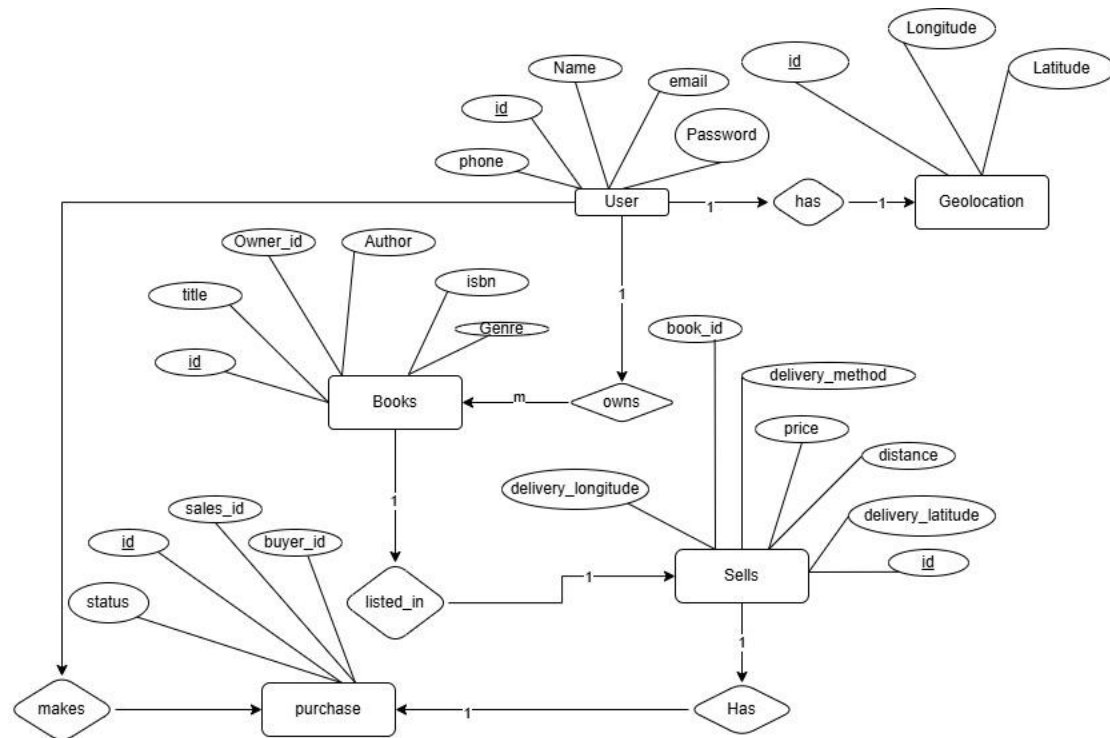 Longitude
Name
id
email
Latitude
id
Password
phone
User
1
has
1
Geolocation
Owner_id
Author
isbn
title
1
book_id
Genre
id
delivery_method
Books
m
owns
price
distance
delivery_longitude
1
sales_id
delivery_latitude
id
buyer_id
id
Sells
1
status
listed_in
1
makes
purchase
1
Has